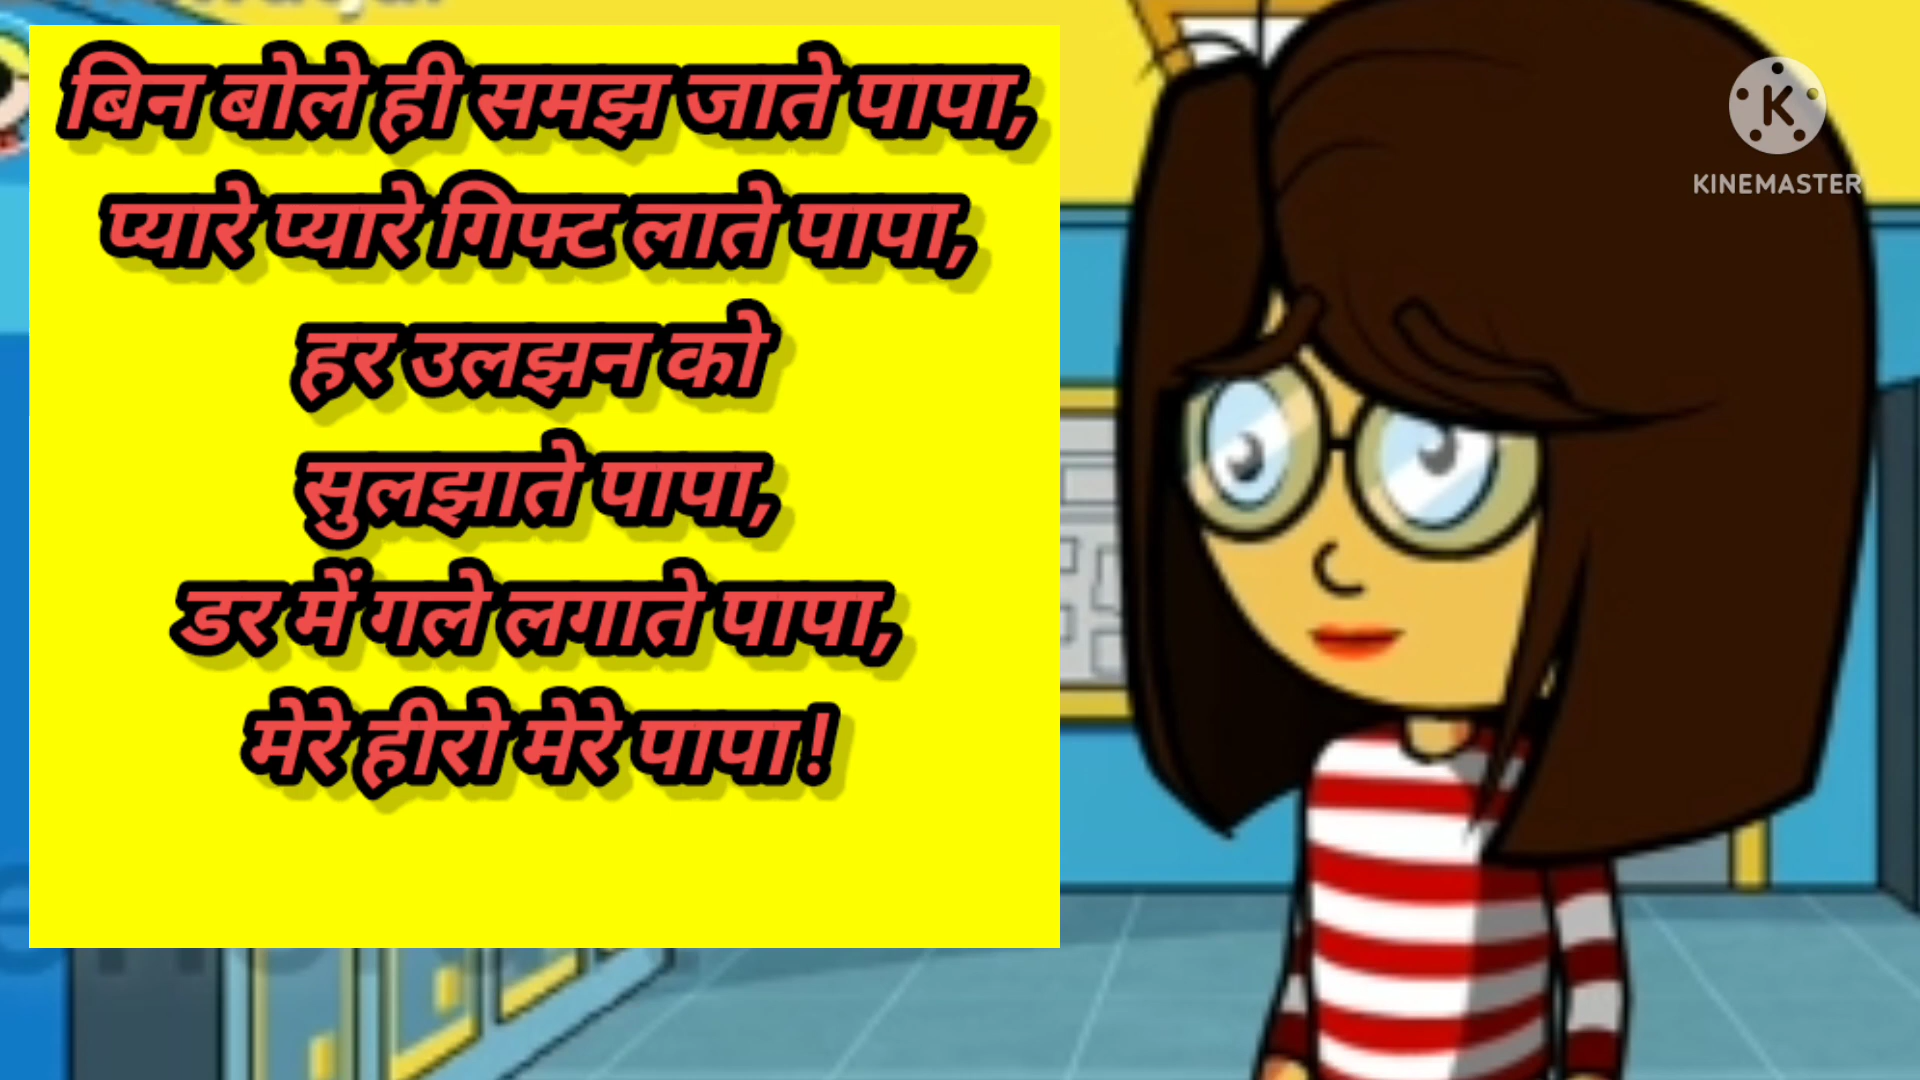 बिन बोले ही समझ जाते पापा,
प्यारे प्यारे गिफ्ट लाते पापा,
हर उलझन को
सुलझाते पापा,
डर में गले लगाते पापा,
मेरे हीरो मेरे पापा!
KINEMASTER